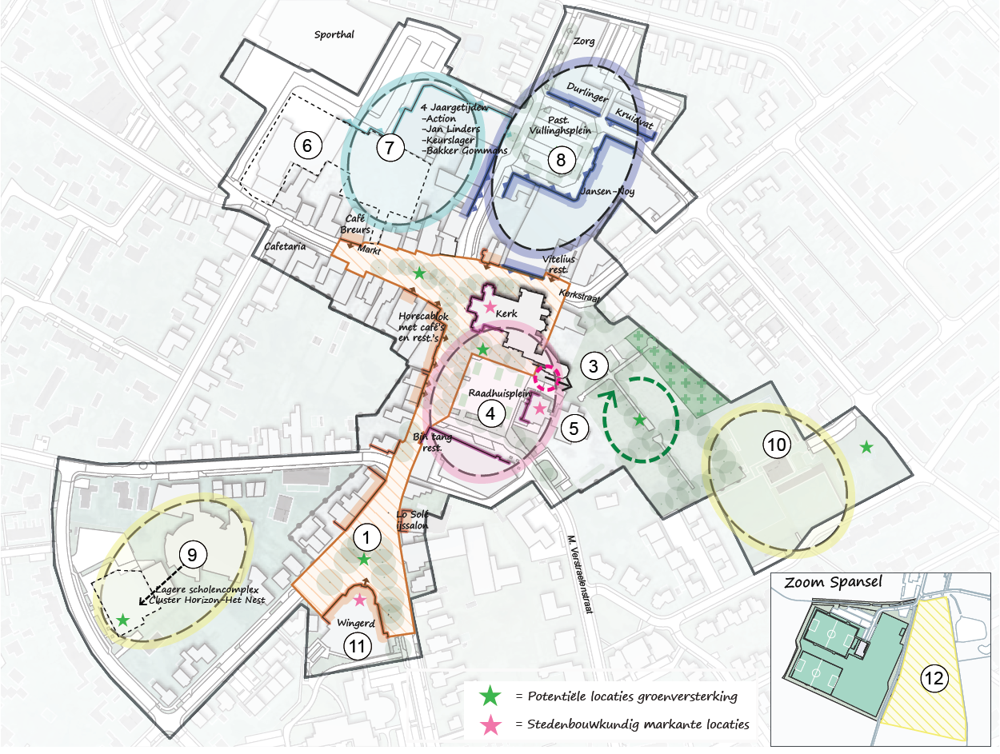 Sporthal
Zorg
Durlinger
Kruidvat
4 Jaargetijden
-Action
-Jan Linders
-Keurslager
-Bakker Gommans
Past.
Vullinghsplein
6
7
8
Jansen-Noy
Café
Breurs
Cafetaria
Markt
Vitelius
rest.
Kerkstraat
Kerk
Horecablok
met café's
en rest.'s
3
Raadhuisplein
4
5
Bin tang
rest.
10
Lo Solé
ijssalon
1
9
Lagere scholencomplex
Cluster Horizon-Het Nest
M. Verstraelenstraat
Wingerd
11
Zoom Spansel
12
= Potentiële locaties groenversterking
= Stedenbouwkundig markante locaties